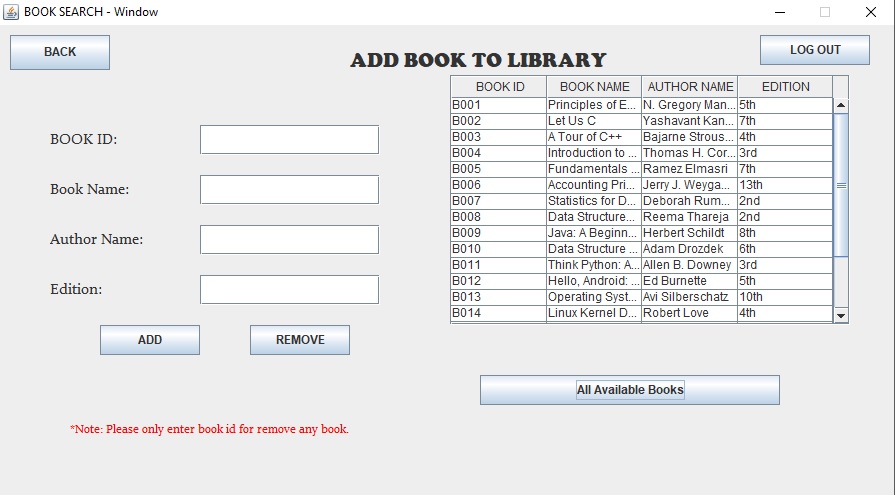 BOOK SEARCH - Window
BACK
LOG OUT
ADD BOOK TO LIBRARY
BOOK ID BOOK NAME AUTHOR NAME EDITION
B001 Principles of E... N. Gregory Man... 5th
B002 Let Us C Yashavant Kan... 7th
B003 A Tour of C++ Bajarne Strous... 4th
B004 Introduction to ... Thomas H. Cor... 3rd
B005 Fundamentals ... Ramez Elmasri 7th
B006 Accounting Pri... Jerry J. Weyga... 13th
B007 Statistics for D... Deborah Rum... 2nd
B008 Data Structure... Reema Thareja 2nd
B009 Java: A Beginn... Herbert Schildt 8th
B010 Data Structure ... Adam Drozdek 6th
B011 Think Python: A... Allen B. Downey 3rd
B012 Hello, Android: ... Ed Burnette 5th
B013 Operating Syst... Avi Silberschatz 10th
B014 Linux Kernel D... Robert Love 4th
BOOK ID:
Book Name:
Author Name:
Edition:
ADD REMOVE
All Available Books
*Note: Please only enter book id for remove any book.